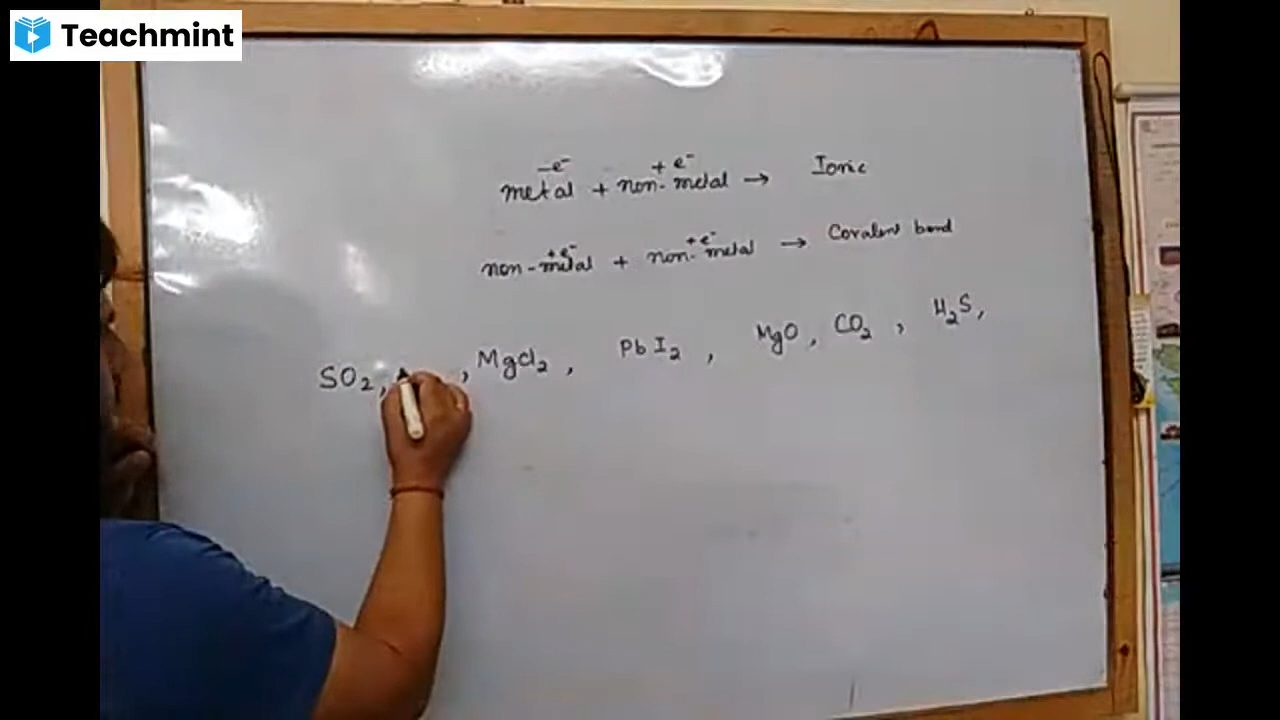 Teachmint
-e⁻ + e⁻
metal + non-metal → Ionic
+ e⁻ + e⁻
non-metal + non-metal → Covalent bond
SO₂, , MgCl₂, PbI₂, MgO, CO₂, H₂S,